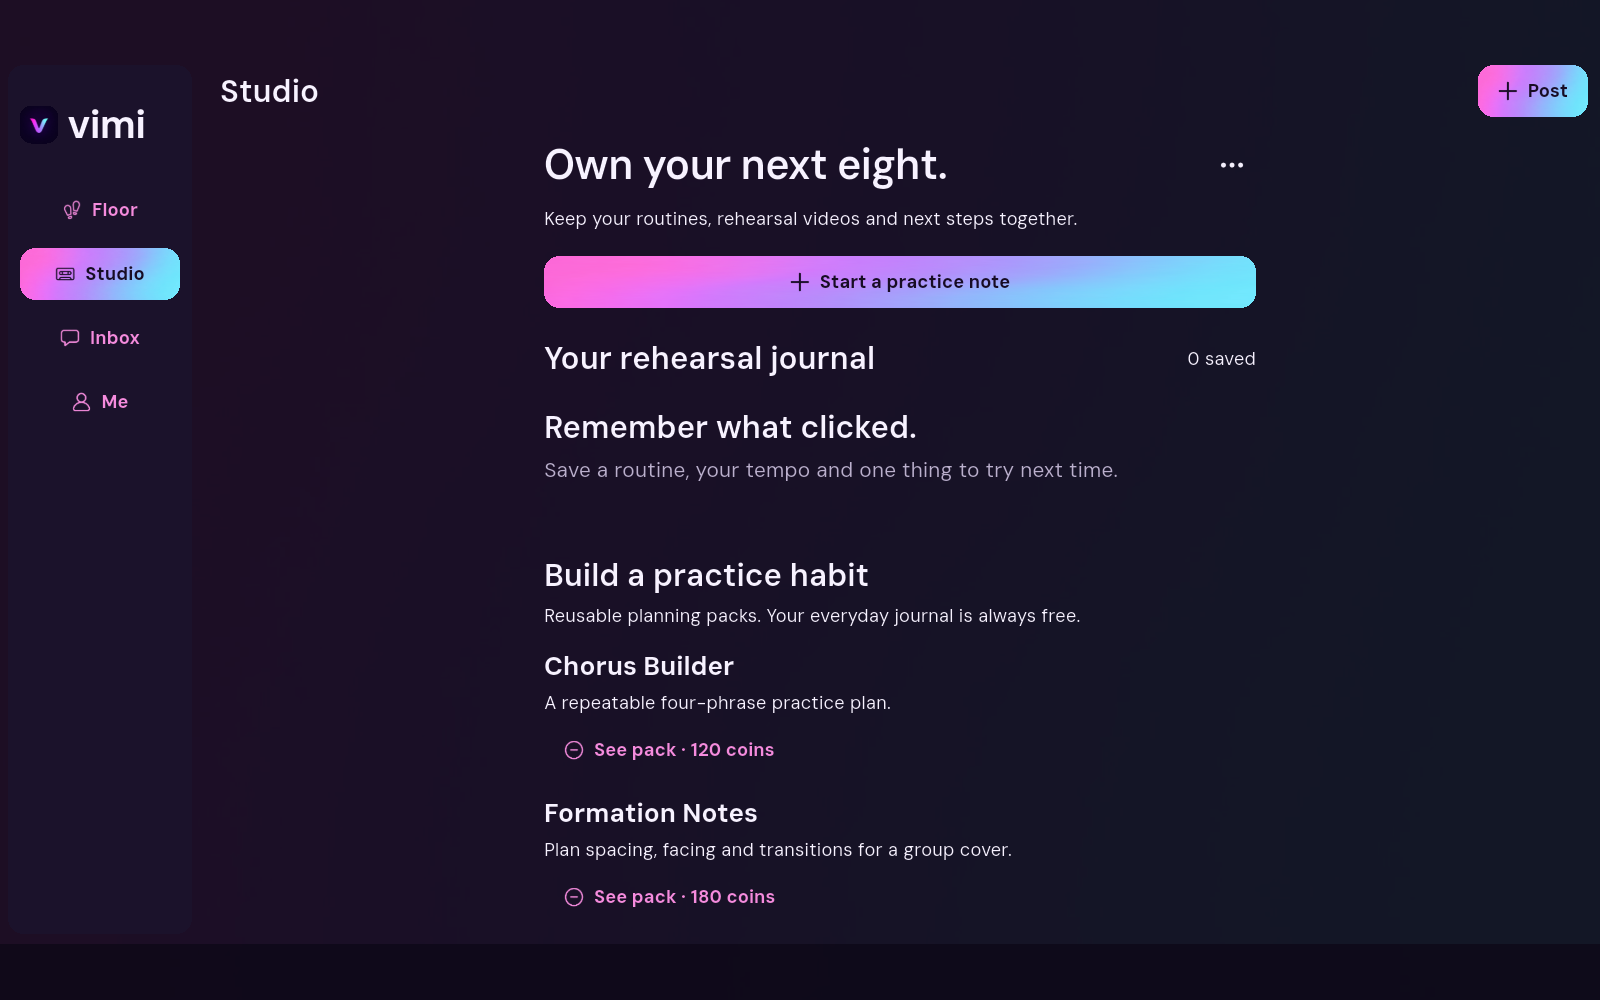 vimi
Floor
Studio
Inbox
Me
Studio
Post
Own your next eight.
Keep your routines, rehearsal videos and next steps together.
Start a practice note
Your rehearsal journal
0 saved
Remember what clicked.
Save a routine, your tempo and one thing to try next time.
Build a practice habit
Reusable planning packs. Your everyday journal is always free.
Chorus Builder
A repeatable four-phrase practice plan.
See pack · 120 coins
Formation Notes
Plan spacing, facing and transitions for a group cover.
See pack · 180 coins